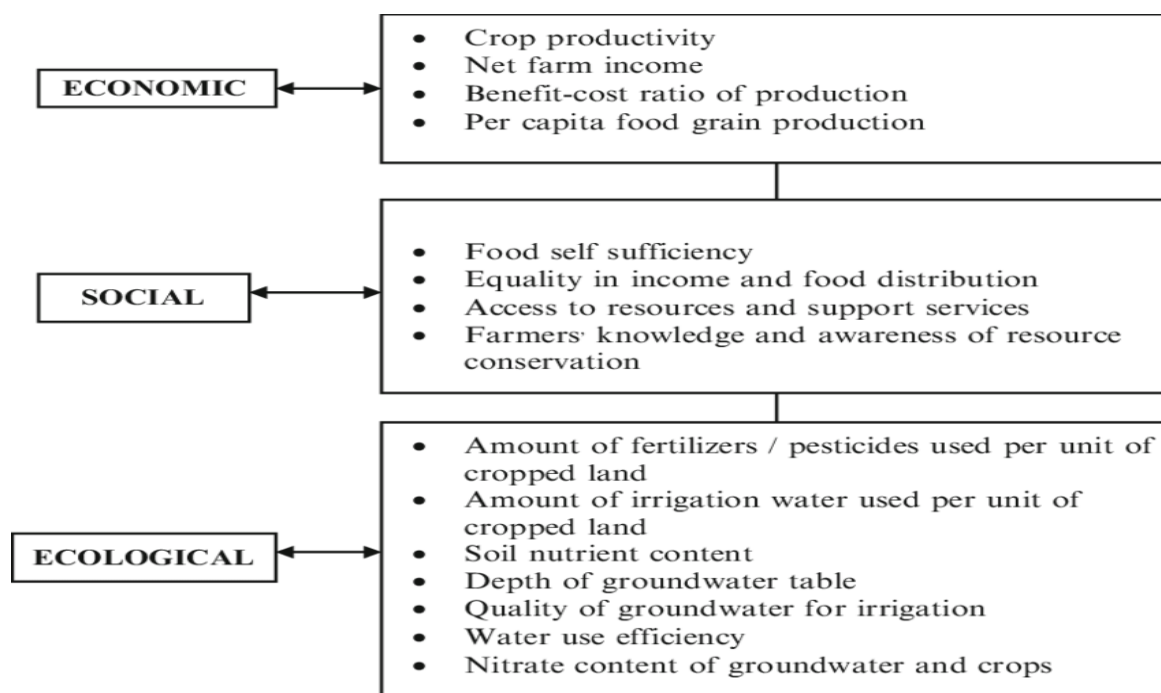 ECONOMIC
• Crop productivity
• Net farm income
• Benefit-cost ratio of production
• Per capita food grain production
SOCIAL
• Food self sufficiency
• Equality in income and food distribution
• Access to resources and support services
• Farmers' knowledge and awareness of resource
conservation
ECOLOGICAL
• Amount of fertilizers / pesticides used per unit of
cropped land
• Amount of irrigation water used per unit of
cropped land
• Soil nutrient content
• Depth of groundwater table
• Quality of groundwater for irrigation
• Water use efficiency
• Nitrate content of groundwater and crops